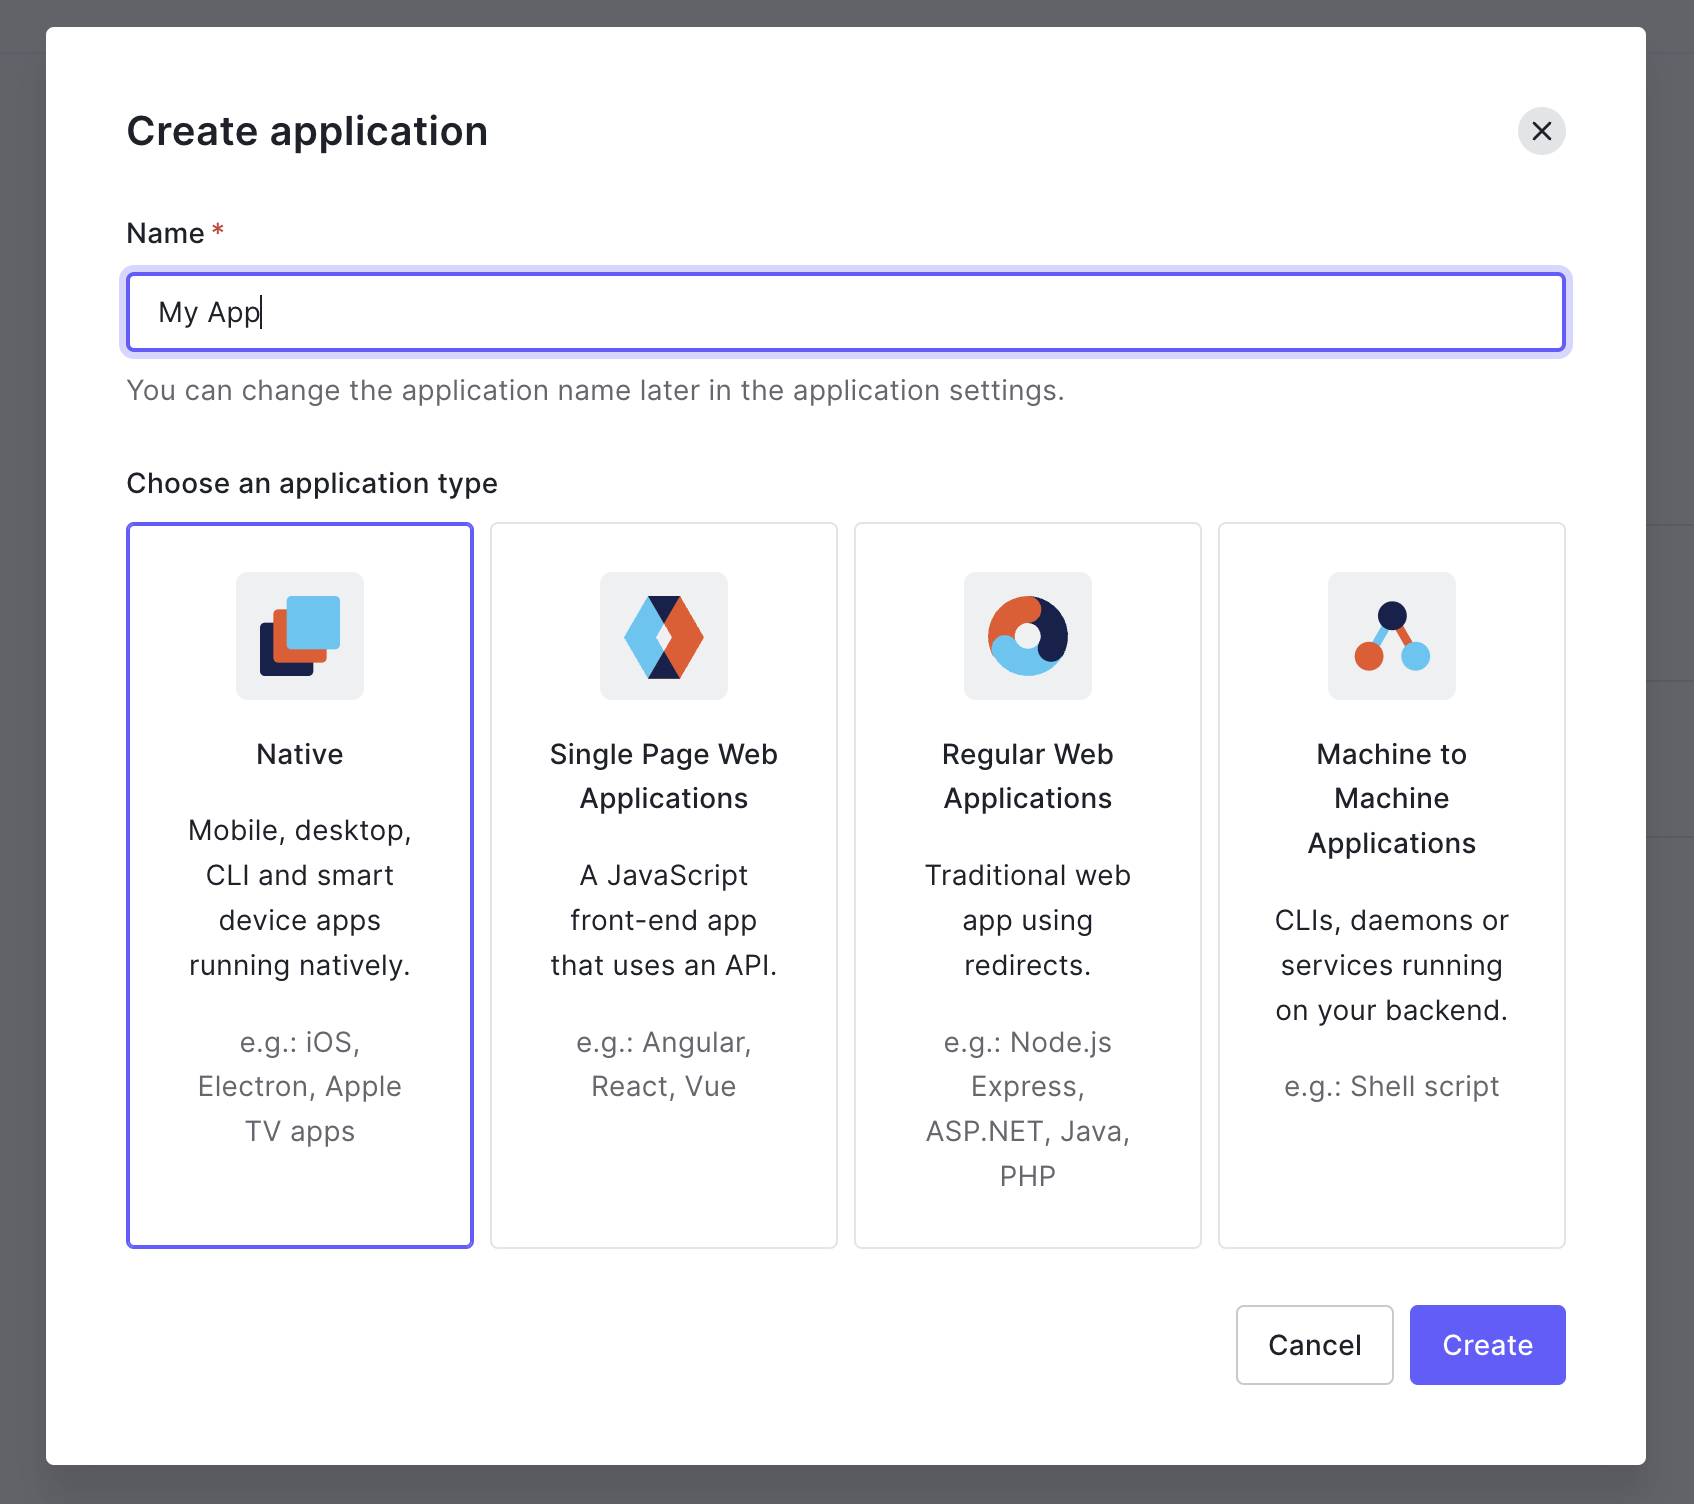 Create application
Name *
My App
You can change the application name later in the application settings.
Choose an application type
Native
Mobile, desktop,
CLI and smart
device apps
running natively.
e.g.: iOS,
Electron, Apple
TV apps
Single Page Web
Applications
A JavaScript
front-end app
that uses an API.
e.g.: Angular,
React, Vue
Regular Web
Applications
Traditional web
app using
redirects.
e.g.: Node.js
Express,
ASP.NET, Java,
PHP
Machine to
Machine
Applications
CLIs, daemons or
services running
on your backend.
e.g.: Shell script
Cancel
Create